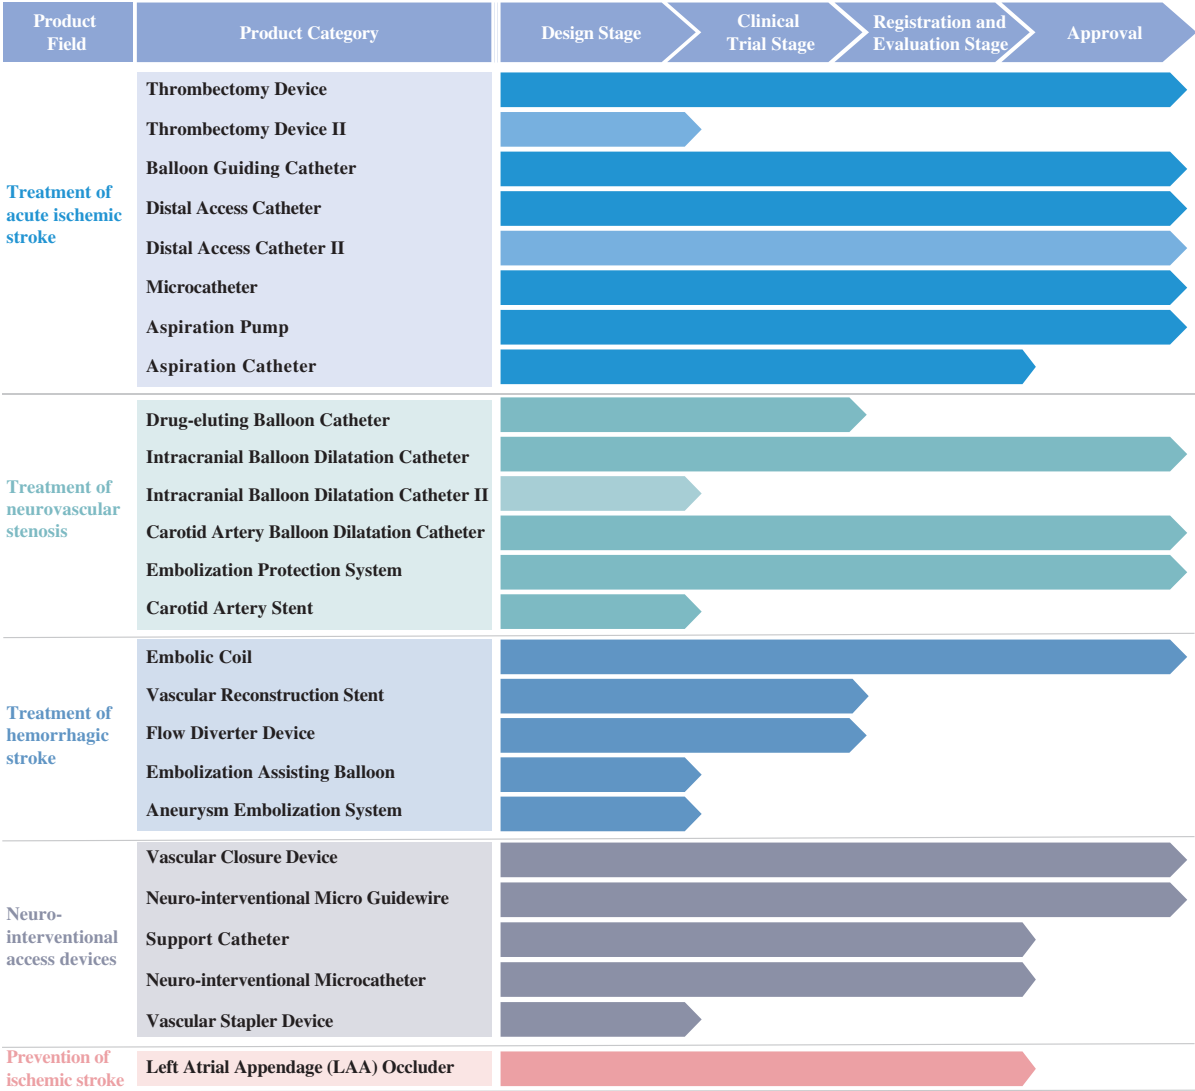 Product
Field
Product Category
Design Stage
Clinical
Trial Stage
Registration and
Evaluation Stage
Approval
Treatment of
acute ischemic
stroke
Thrombectomy Device
Thrombectomy Device II
Balloon Guiding Catheter
Distal Access Catheter
Distal Access Catheter II
Microcatheter
Aspiration Pump
Aspiration Catheter
Treatment of
neurovascular
stenosis
Drug-eluting Balloon Catheter
Intracranial Balloon Dilatation Catheter
Intracranial Balloon Dilatation Catheter II
Carotid Artery Balloon Dilatation Catheter
Embolization Protection System
Carotid Artery Stent
Treatment of
hemorrhagic
stroke
Embolic Coil
Vascular Reconstruction Stent
Flow Diverter Device
Embolization Assisting Balloon
Aneurysm Embolization System
Neuro-
interventional
access devices
Vascular Closure Device
Neuro-interventional Micro Guidewire
Support Catheter
Neuro-interventional Microcatheter
Vascular Stapler Device
Prevention of
ischemic stroke
Left Atrial Appendage (LAA) Occluder